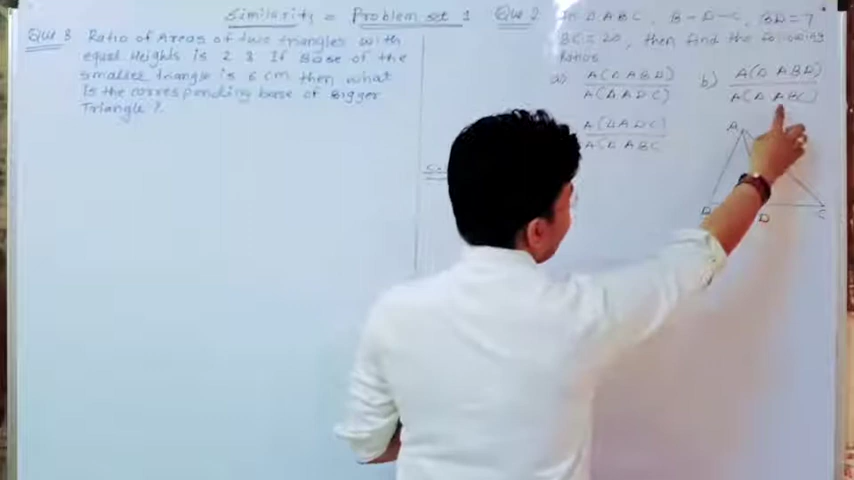 Similarity = Problem set 1
Que 3 Ratio of Areas of two triangles with
equal Heights is 2:3 If Base of the
smaller triangle is 6 cm then what
is the corresponding base of Bigger
Triangle ?
Que 2 In Δ ABC, B - D - C, BD = 7
BC = 20, then find the following
Ratios
a) A(Δ ABD)
A(Δ ADC)
b) A(Δ ABD)
A(Δ ABC)
A(Δ ADC)
A(Δ ABC
A
B
D
C